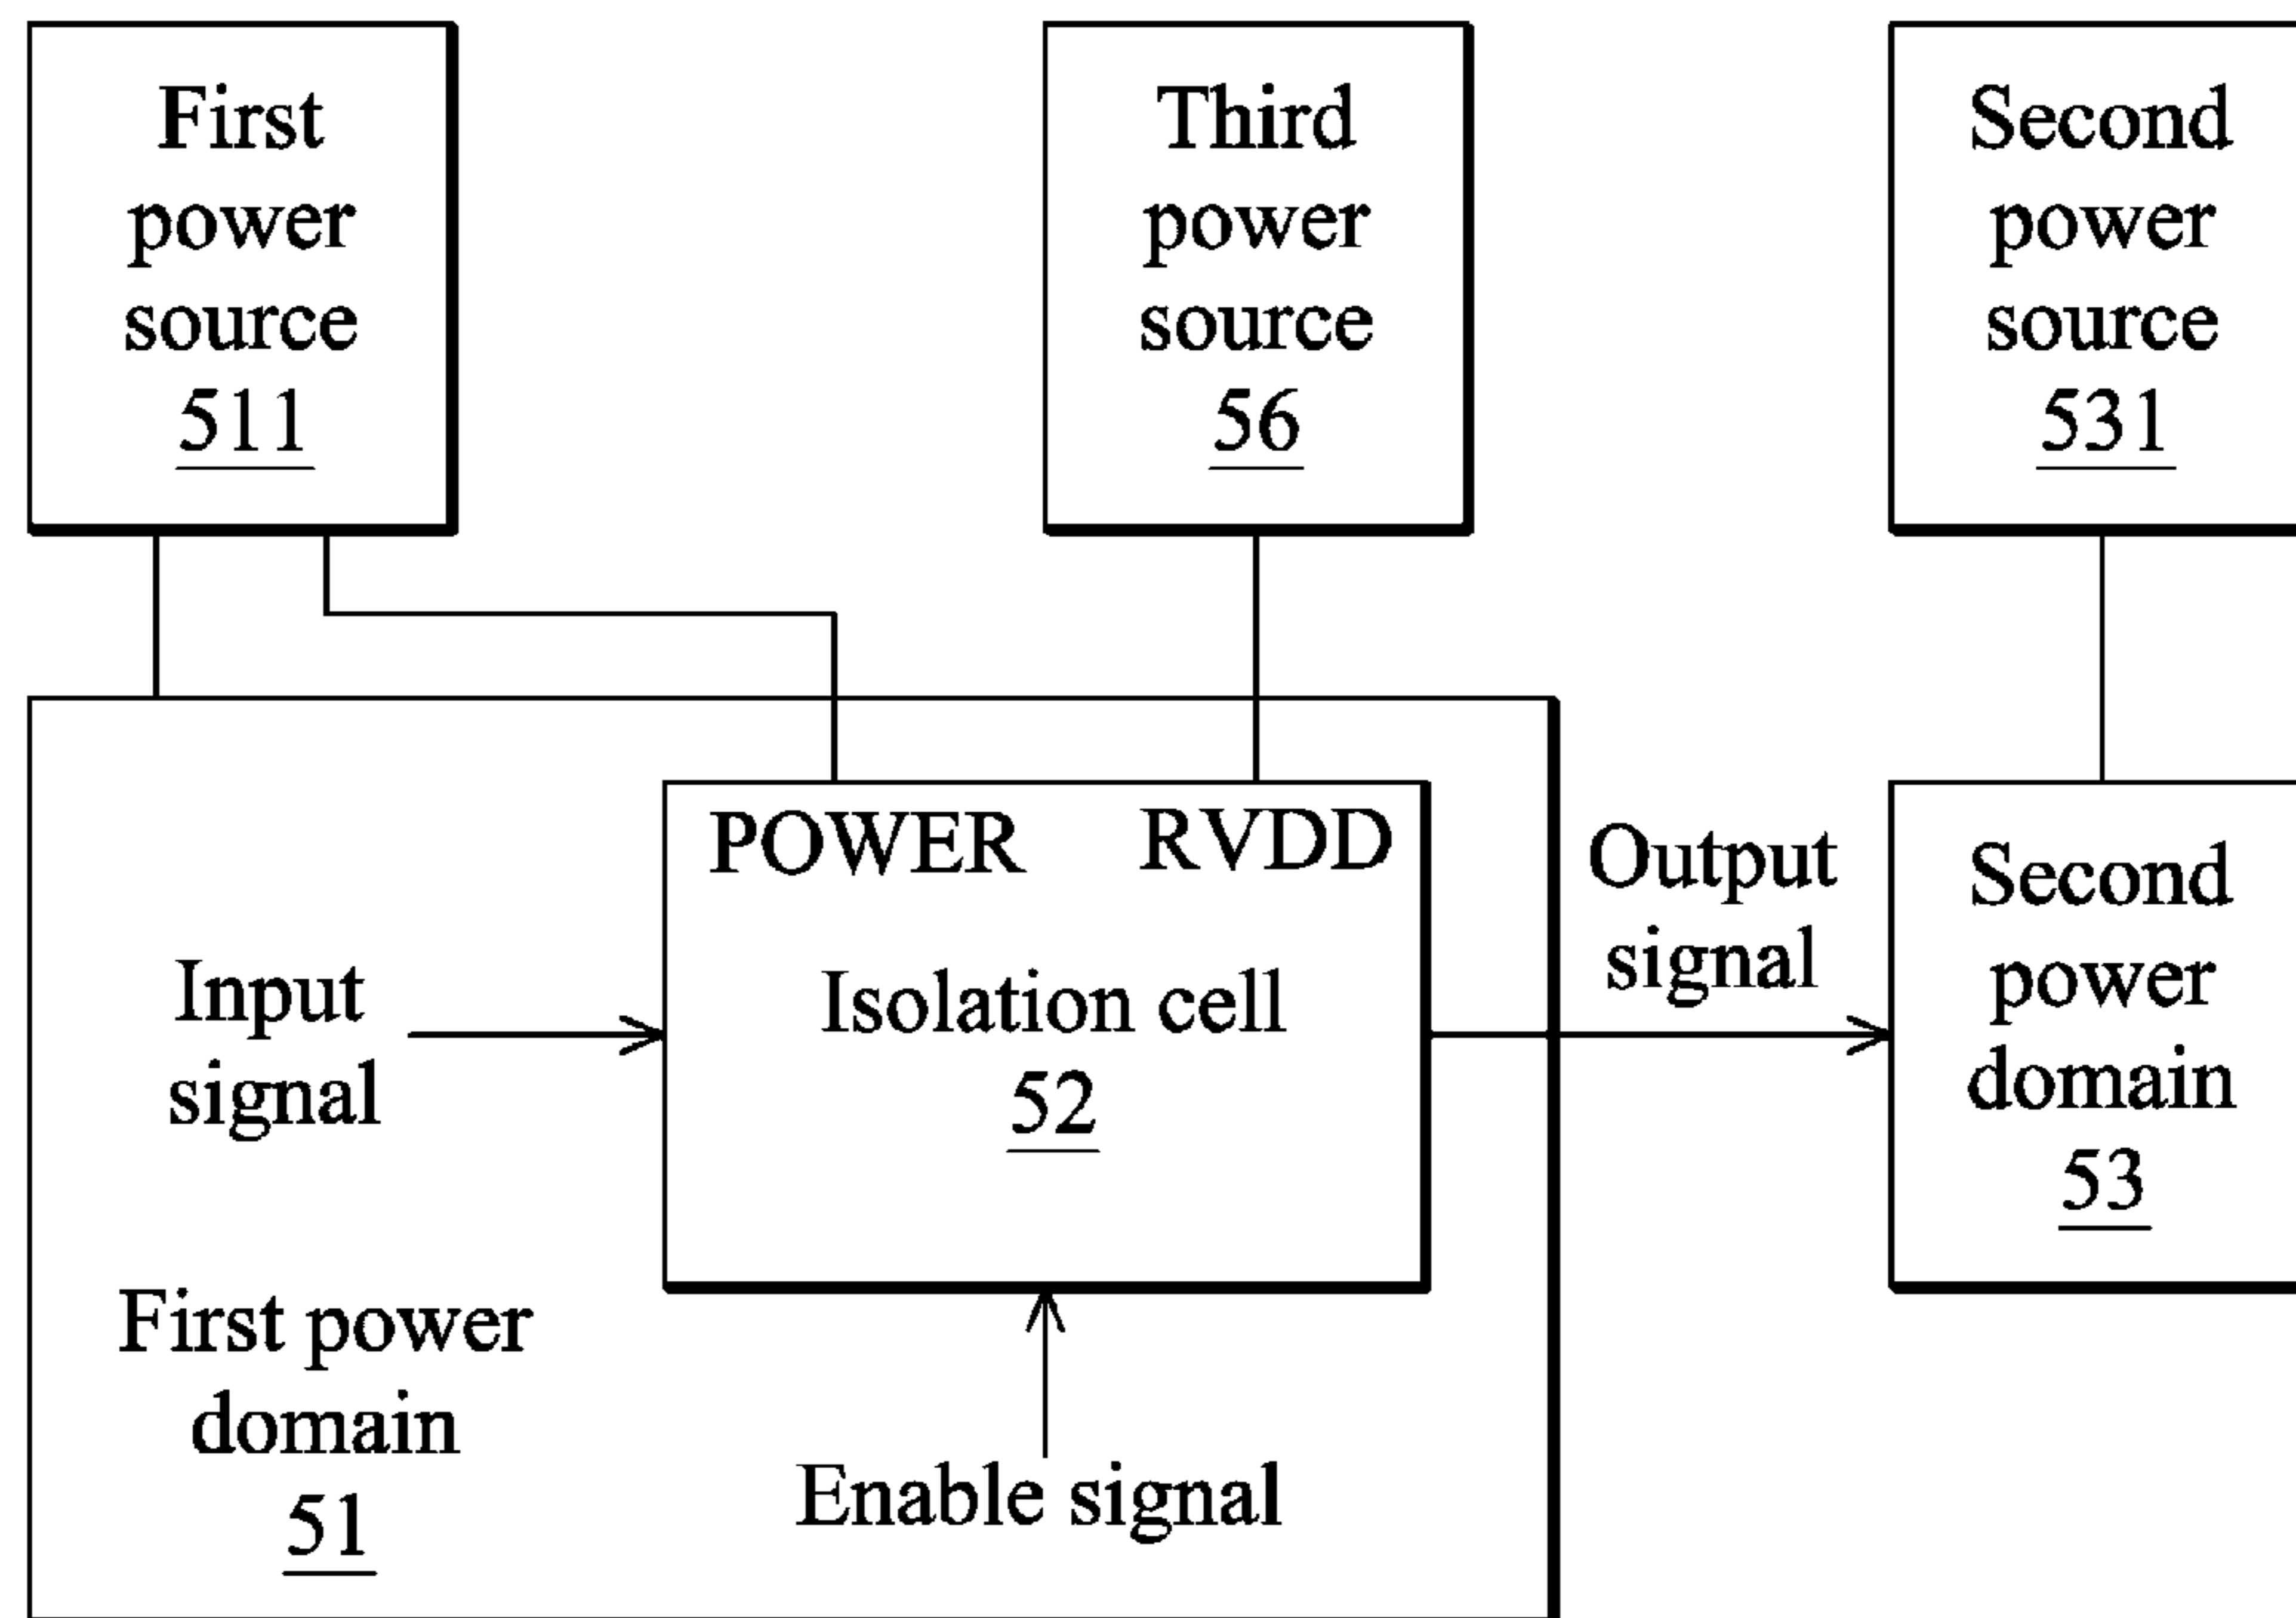 First
power
source
511
Third
power
source
56
Second
power
source
531
POWER RVDD
Isolation cell
52
Input
signal
Output
signal
Second
power
domain
53
First power
domain
51
Enable signal